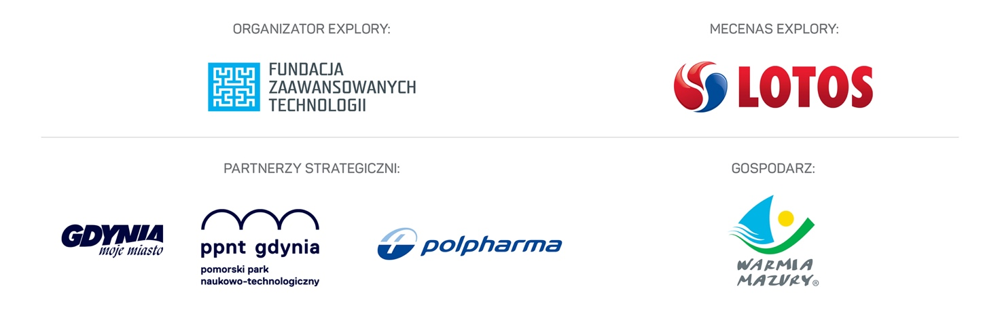 ORGANIZATOR EXPLORY:
FUNDACJA
ZAAWANSOWANYCH
TECHNOLOGII
MECENAS EXPLORY:
LOTOS
PARTNERZY STRATEGICZNI:
GDYNIA
moje miasto
ppnt gdynia
pomorski park
naukowo-technologiczny
polpharma
GOSPODARZ:
WARMIA
MAZURY®